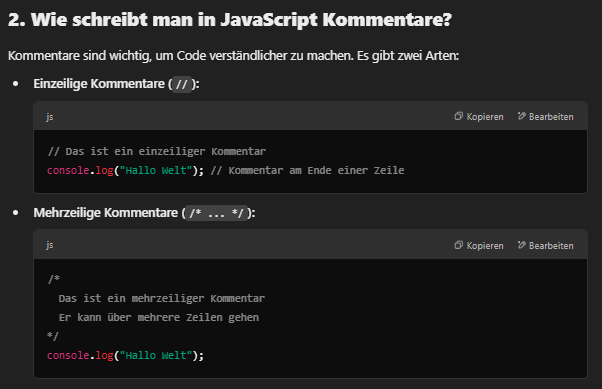 2. Wie schreibt man in JavaScript Kommentare?
Kommentare sind wichtig, um Code verständlicher zu machen. Es gibt zwei Arten:
• Einzeilige Kommentare ( // ):
js Kopieren Bearbeiten
// Das ist ein einzeiliger Kommentar
console.log("Hallo Welt"); // Kommentar am Ende einer Zeile
• Mehrzeilige Kommentare ( /* ... */ ):
js Kopieren Bearbeiten
/*
  Das ist ein mehrzeiliger Kommentar
  Er kann über mehrere Zeilen gehen
*/
console.log("Hallo Welt");